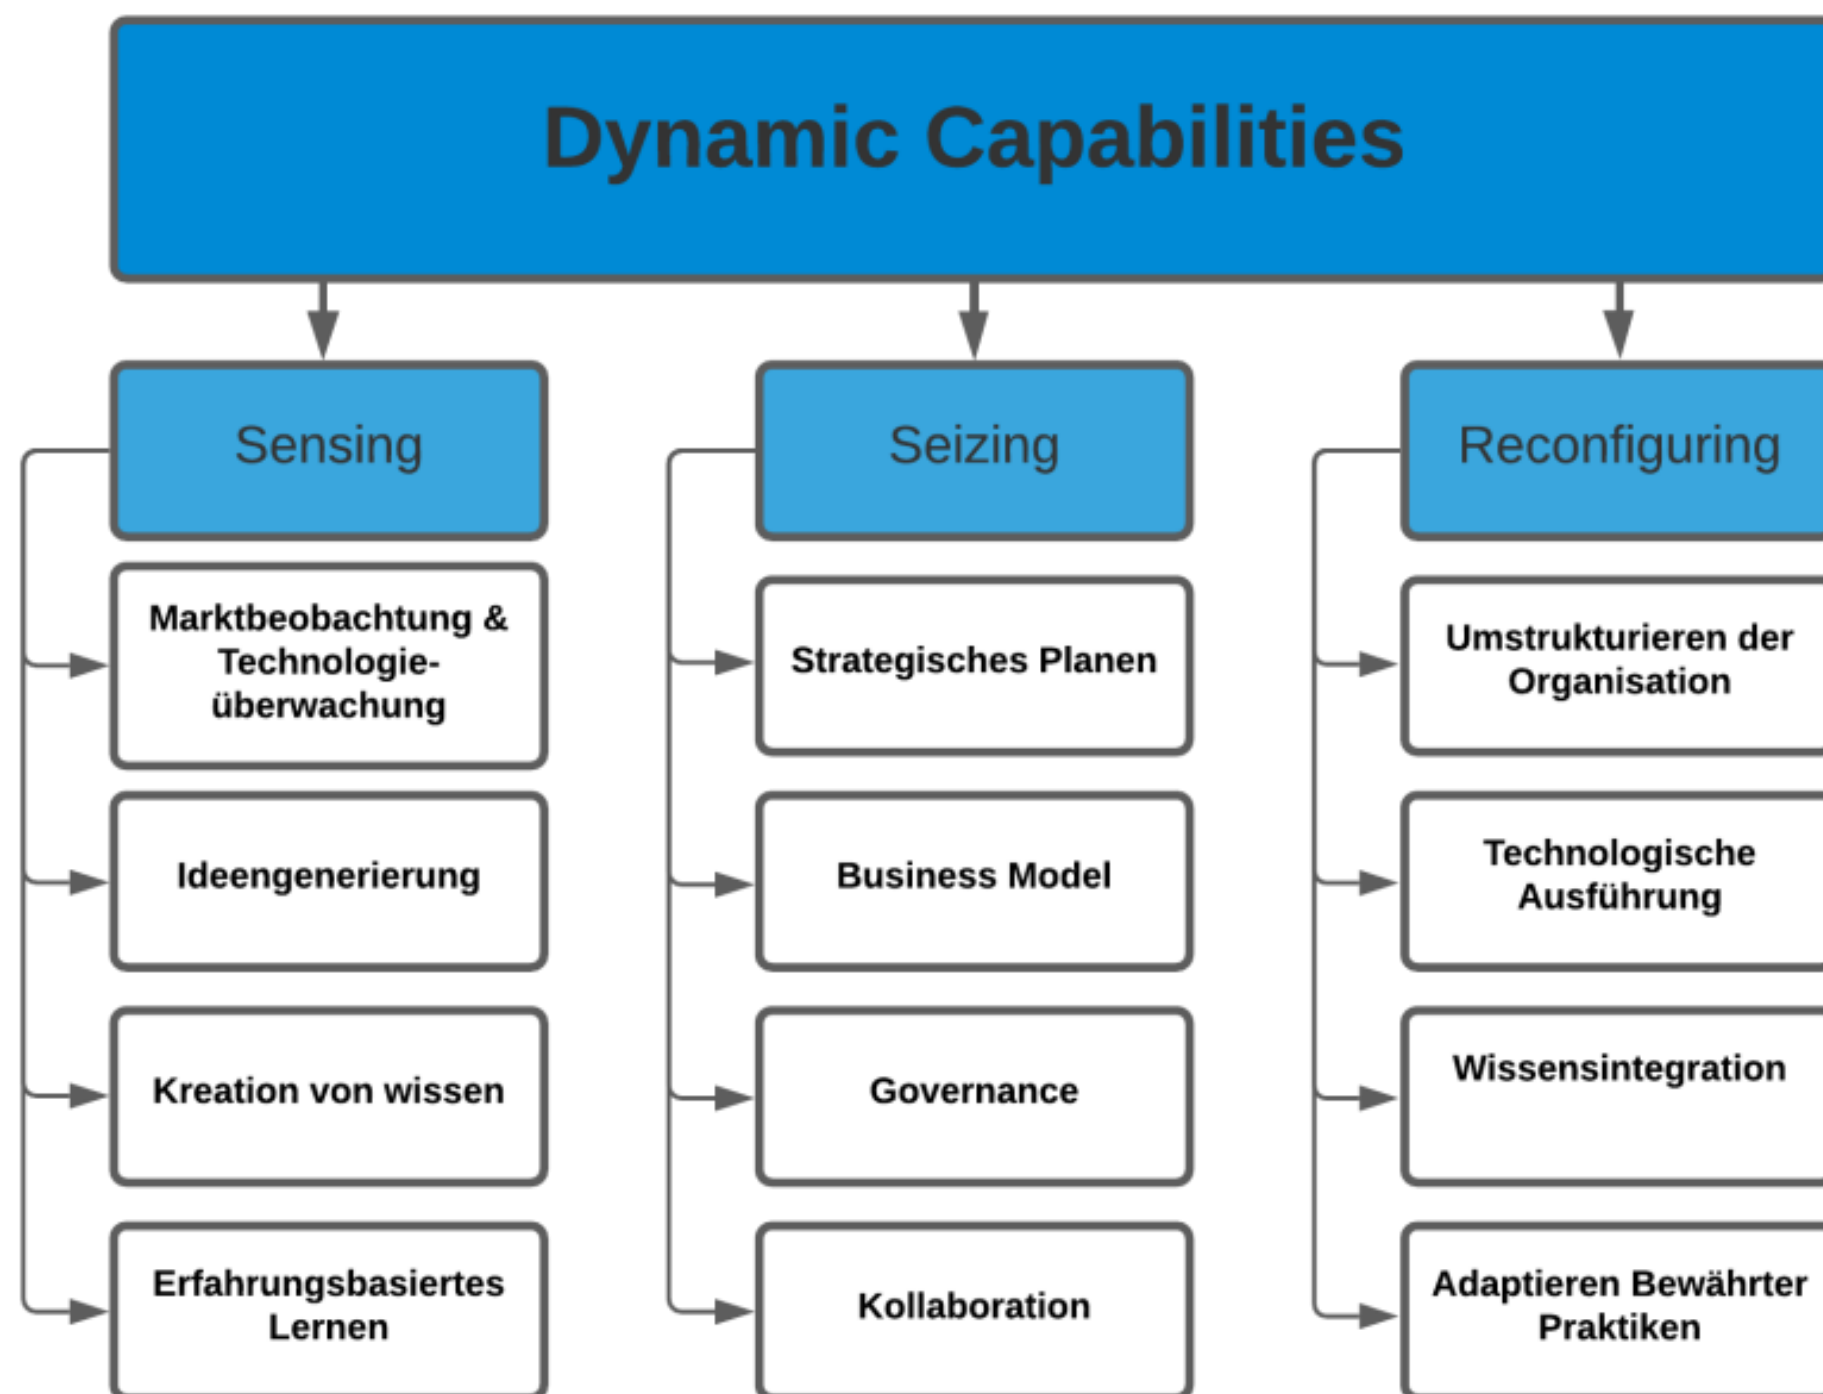 Dynamic Capabilities
Sensing
Marktbeobachtung &
Technologie-
überwachung
Ideengenerierung
Kreation von wissen
Erfahrungsbasiertes
Lernen
Seizing
Strategisches Planen
Business Model
Governance
Kollaboration
Reconfiguring
Umstrukturieren der
Organisation
Technologische
Ausführung
Wissensintegration
Adaptieren Bewährter
Praktiken